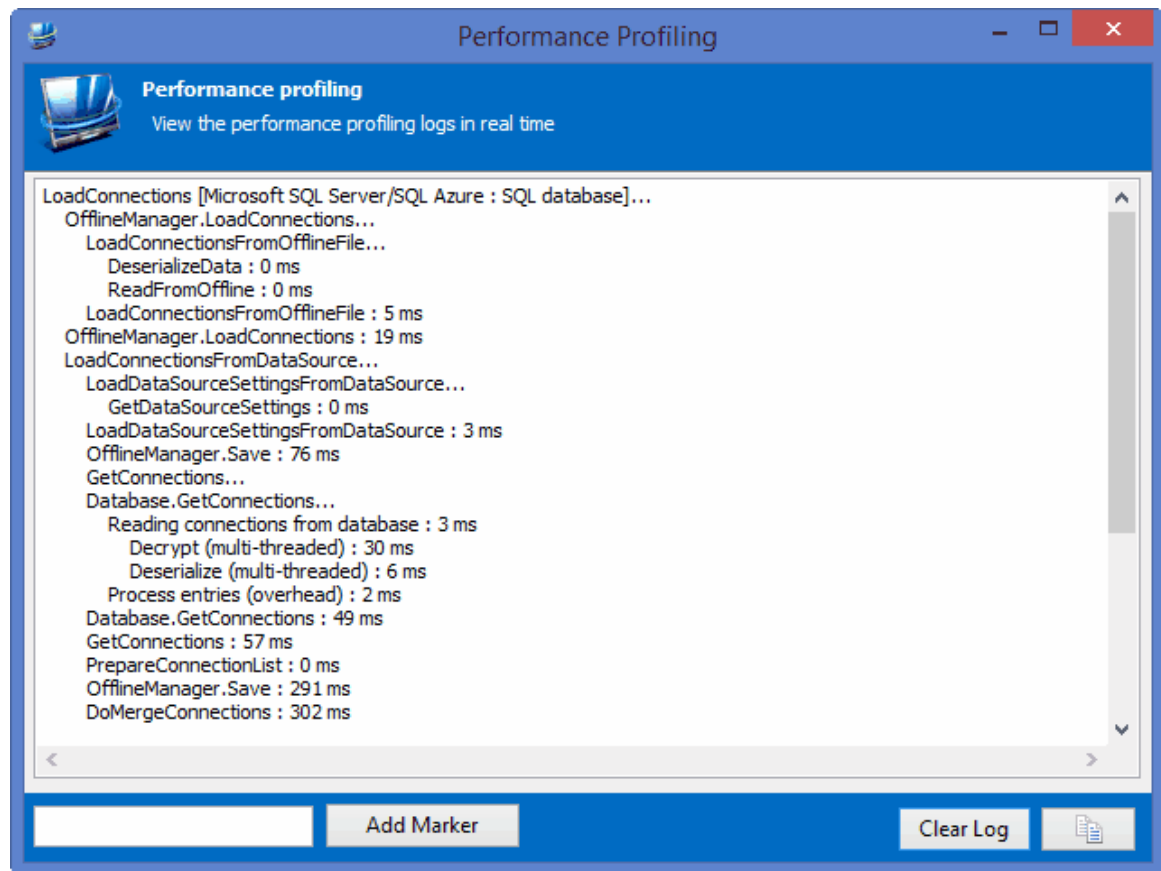 Performance Profiling
Performance profiling
View the performance profiling logs in real time
LoadConnections [Microsoft SQL Server/SQL Azure : SQL database]...
OfflineManager.LoadConnections...
LoadConnectionsFromOfflineFile...
DeserializeData : 0 ms
ReadFromOffline : 0 ms
LoadConnectionsFromOfflineFile : 5 ms
OfflineManager.LoadConnections : 19 ms
LoadConnectionsFromDataSource...
LoadDataSourceSettingsFromDataSource...
GetDataSourceSettings : 0 ms
LoadDataSourceSettingsFromDataSource : 3 ms
OfflineManager.Save : 76 ms
GetConnections...
Database.GetConnections...
Reading connections from database : 3 ms
Decrypt (multi-threaded) : 30 ms
Deserialize (multi-threaded) : 6 ms
Process entries (overhead) : 2 ms
Database.GetConnections : 49 ms
GetConnections : 57 ms
PrepareConnectionList : 0 ms
OfflineManager.Save : 291 ms
DoMergeConnections : 302 ms
Add Marker
Clear Log